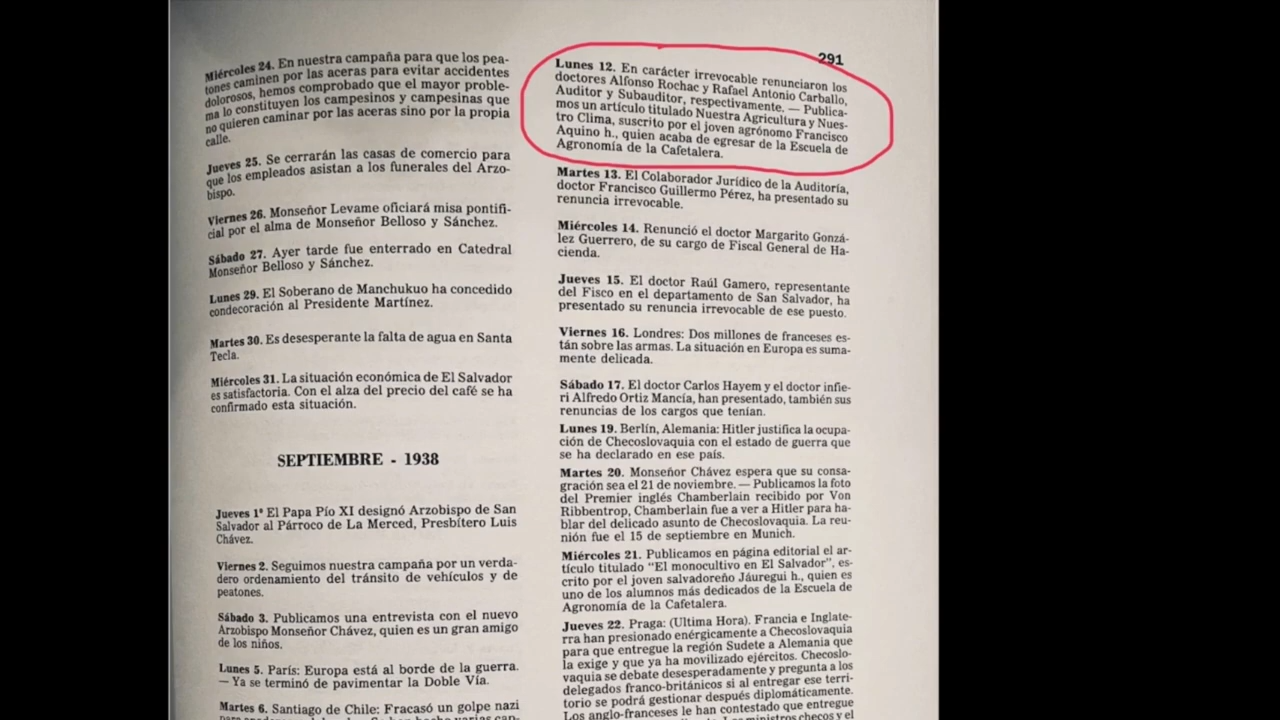 Miércoles 24. En nuestra campaña para que los pea-
tones caminen por las aceras para evitar accidentes
dolorosos, hemos comprobado que el mayor proble-
ma lo constituyen los campesinos y campesinas que
no quieren caminar por las aceras sino por la propia
calle.
Jueves 25. Se cerrarán las casas de comercio para
que los empleados asistan a los funerales del Arzo-
bispo.
Viernes 26. Monseñor Levame oficiará misa pontifi-
cial por el alma de Monseñor Belloso y Sánchez.
Sábado 27. Ayer tarde fue enterrado en Catedral
Monseñor Belloso y Sánchez.
Lunes 29. El Soberano de Manchukuo ha concedido
condecoración al Presidente Martínez.
Martes 30. Es desesperante la falta de agua en Santa
Tecla.
Miércoles 31. La situación económica de El Salvador
es satisfactoria. Con el alza del precio del café se ha
confirmado esta situación.
SEPTIEMBRE - 1938
Jueves 1º El Papa Pío XI designó Arzobispo de San
Salvador al Párroco de La Merced, Presbítero Luis
Chávez.
Viernes 2. Seguimos nuestra campaña por un verda-
dero ordenamiento del tránsito de vehículos y de
peatones.
Sábado 3. Publicamos una entrevista con el nuevo
Arzobispo Monseñor Chávez, quien es un gran amigo
de los niños.
Lunes 5. París: Europa está al borde de la guerra.
— Ya se terminó de pavimentar la Doble Vía.
Martes 6. Santiago de Chile: Fracasó un golpe nazi
291
Lunes 12. En carácter irrevocable renunciaron los
doctores Alfonso Rochac y Rafael Antonio Carballo,
Auditor y Subauditor, respectivamente. — Publica-
mos un artículo titulado Nuestra Agricultura y Nues-
tro Clima, suscrito por el joven agrónomo Francisco
Aquino h., quien acaba de egresar de la Escuela de
Agronomía de la Cafetalera.
Martes 13. El Colaborador Jurídico de la Auditoría,
doctor Francisco Guillermo Pérez, ha presentado su
renuncia irrevocable.
Miércoles 14. Renunció el doctor Margarito Gonzá-
lez Guerrero, de su cargo de Fiscal General de Ha-
cienda.
Jueves 15. El doctor Raúl Gamero, representante
del Fisco en el departamento de San Salvador, ha
presentado su renuncia irrevocable de ese puesto.
Viernes 16. Londres: Dos millones de franceses es-
tán sobre las armas. La situación en Europa es suma-
mente delicada.
Sábado 17. El doctor Carlos Hayem y el doctor infie-
ri Alfredo Ortiz Mancía, han presentado, también sus
renuncias de los cargos que tenían.
Lunes 19. Berlín, Alemania: Hitler justifica la ocupa-
ción de Checoslovaquia con el estado de guerra que
se ha declarado en ese país.
Martes 20. Monseñor Chávez espera que su consa-
gración sea el 21 de noviembre. — Publicamos la foto
del Premier inglés Chamberlain recibido por Von
Ribbentrop, Chamberlain fue a ver a Hitler para ha-
blar del delicado asunto de Checoslovaquia. La reu-
nión fue el 15 de septiembre en Munich.
Miércoles 21. Publicamos en página editorial el ar-
tículo titulado “El monocultivo en El Salvador”, es-
crito por el joven salvadoreño Jáuregui h., quien es
uno de los alumnos más dedicados de la Escuela de
Agronomía de la Cafetalera.
Jueves 22. Praga: (Ultima Hora). Francia e Inglate-
rra han presionado enérgicamente a Checoslovaquia
para que entregue la región Sudete a Alemania que
la exige y que ya ha movilizado ejércitos. Checoslo-
vaquia se debate desesperadamente y pregunta a los
delegados franco-británicos si al entregar ese terri-
torio se podrá gestionar después diplomáticamente.
Los anglo-franceses le han contestado que entregue